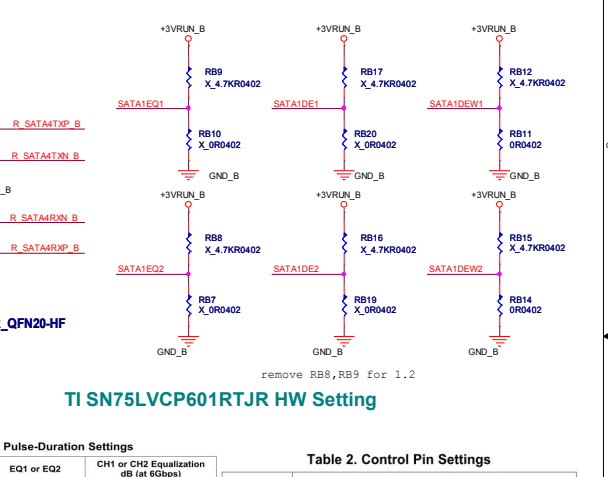 +3VRUN_B +3VRUN_B +3VRUN_B
RB9 RB17 RB12
X_4.7KR0402 X_4.7KR0402 X_4.7KR0402
SATA1EQ1 SATA1DE1 SATA1DEW1
R_SATA4TXP_B
RB10 RB20 RB11
X_0R0402 X_0R0402 0R0402
R_SATA4TXN_B
GND_B GND_B GND_B
_B
+3VRUN_B +3VRUN_B +3VRUN_B
R_SATA4RXN_B
RB8 RB16 RB15
X_4.7KR0402 X_4.7KR0402 X_4.7KR0402
R_SATA4RXP_B
SATA1EQ2 SATA1DE2 SATA1DEW2
RB7 RB19 RB14
X_0R0402 X_0R0402 0R0402
_QFN20-HF
GND_B GND_B GND_B
remove RB8,RB9 for 1.2
TI SN75LVCP601RTJR HW Setting
Pulse-Duration Settings
Table 2. Control Pin Settings
EQ1 or EQ2
CH1 or CH2 Equalization
dB (at 6Gbps)